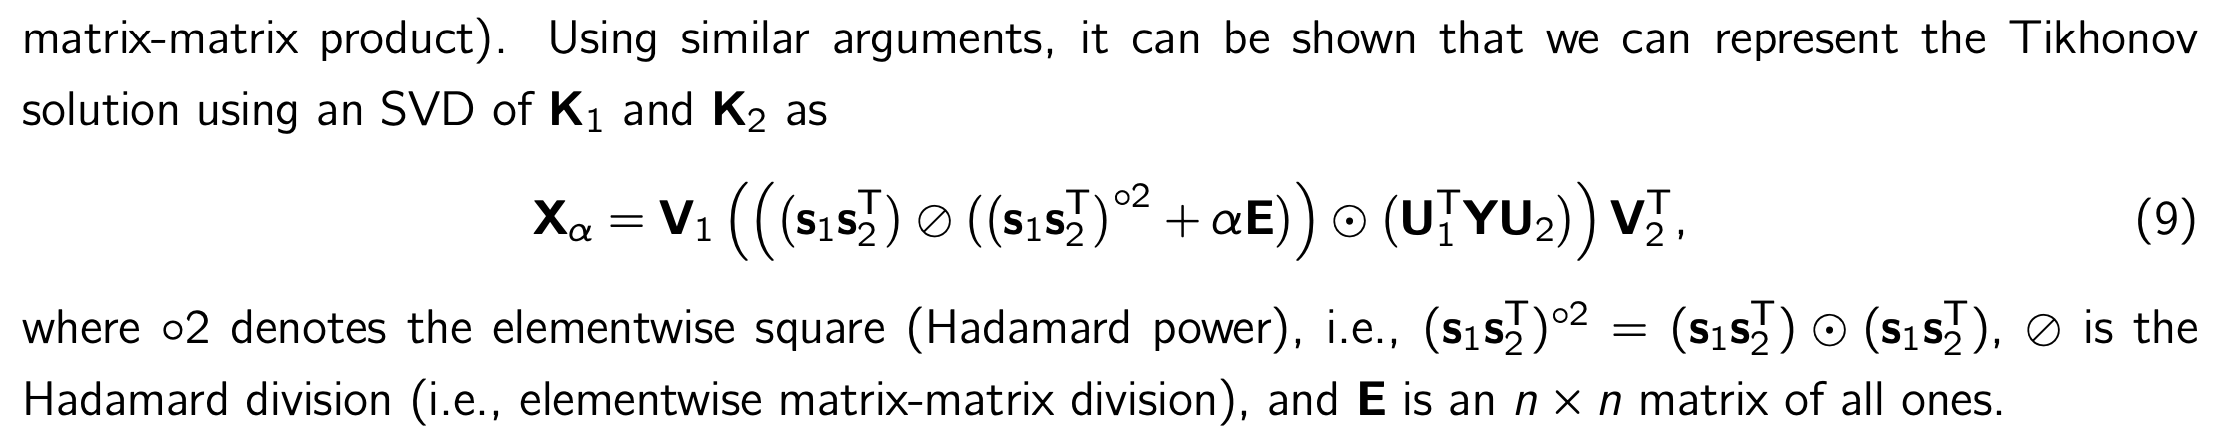 matrix-matrix product). Using similar arguments, it can be shown that we can represent the Tikhonov
solution using an SVD of K₁ and K₂ as
X_α = V₁ (((s₁s₂ᵀ) ⊘ ((s₁s₂ᵀ)^∘2 + αE)) ⊙ (U₁ᵀYU₂)) V₂ᵀ, (9)
where ∘2 denotes the elementwise square (Hadamard power), i.e., (s₁s₂ᵀ)^∘2 = (s₁s₂ᵀ) ⊙ (s₁s₂ᵀ), ⊘ is the
Hadamard division (i.e., elementwise matrix-matrix division), and E is an n × n matrix of all ones.